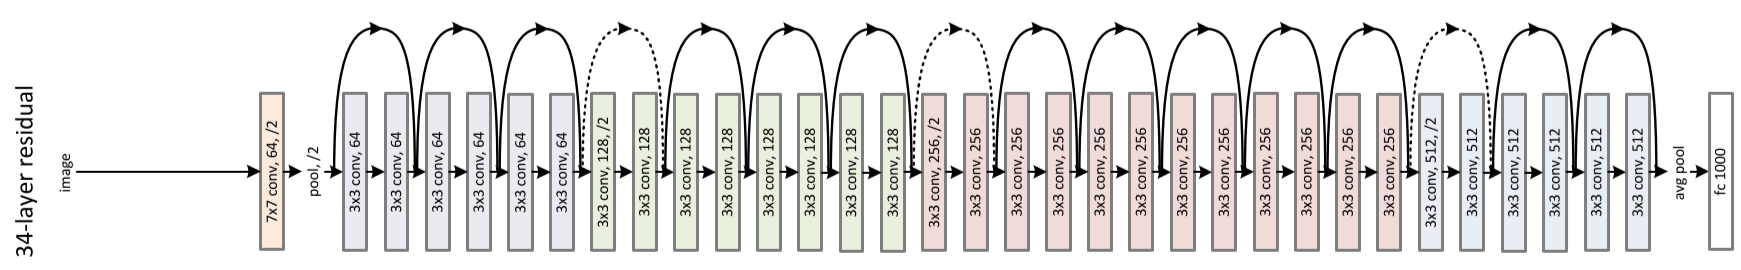 34-layer residual
image
7x7 conv, 64, /2
pool, /2
3x3 conv, 64
3x3 conv, 64
3x3 conv, 64
3x3 conv, 64
3x3 conv, 64
3x3 conv, 64
3x3 conv, 128, /2
3x3 conv, 128
3x3 conv, 128
3x3 conv, 128
3x3 conv, 128
3x3 conv, 128
3x3 conv, 128
3x3 conv, 128
3x3 conv, 256, /2
3x3 conv, 256
3x3 conv, 256
3x3 conv, 256
3x3 conv, 256
3x3 conv, 256
3x3 conv, 256
3x3 conv, 256
3x3 conv, 256
3x3 conv, 256
3x3 conv, 256
3x3 conv, 256
3x3 conv, 512, /2
3x3 conv, 512
3x3 conv, 512
3x3 conv, 512
3x3 conv, 512
3x3 conv, 512
avg pool
fc 1000